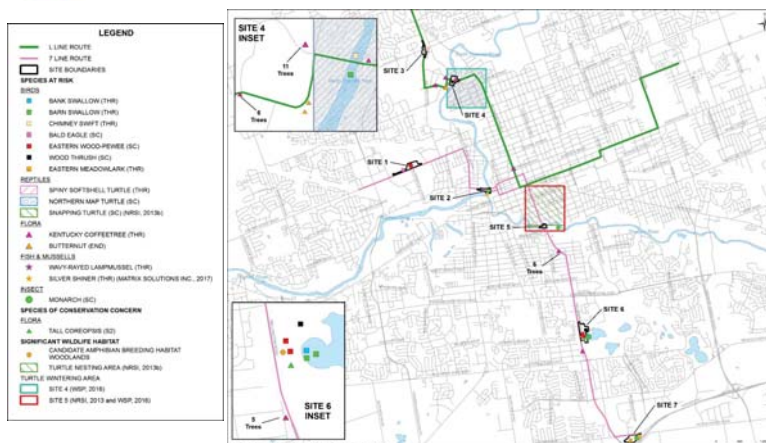 LEGEND
L LINE ROUTE
7 LINE ROUTE
SITE BOUNDARIES
SPECIES AT RISK
BIRDS
BANK SWALLOW (THR)
BARN SWALLOW (THR)
CHIMNEY SWIFT (THR)
BALD EAGLE (SC)
EASTERN WOOD-PEWEE (SC)
WOOD THRUSH (SC)
EASTERN MEADOWLARK (THR)
REPTILES
SPINY SOFTSHELL TURTLE (THR)
NORTHERN MAP TURTLE (SC)
SNAPPING TURTLE (SC) (NRSI, 2013b)
FLORA
KENTUCKY COFFEETREE (THR)
BUTTERNUT (END)
FISH & MUSSELLS
WAVY-RAYED LAMPMUSSEL (THR)
SILVER SHINER (THR) (MATRIX SOLUTIONS INC., 2017)
INSECT
MONARCH (SC)
SPECIES OF CONSERVATION CONCERN
FLORA
TALL COREOPSIS (S2)
SIGNIFICANT WILDLIFE HABITAT
CANDIDATE AMPHIBIAN BREEDING HABITAT
WOODLANDS
TURTLE NESTING AREA (NRSI, 2013b)
TURTLE WINTERING AREA
SITE 4 (WSP, 2016)
SITE 5 (NRSI, 2013 and WSP, 2016)
SITE 4
INSET
11
Trees
Trees
SITE 3
SITE 4
SITE 1
SITE 2
SITE 5
Trees
SITE 6
SITE 6
INSET
Trees
SITE 7